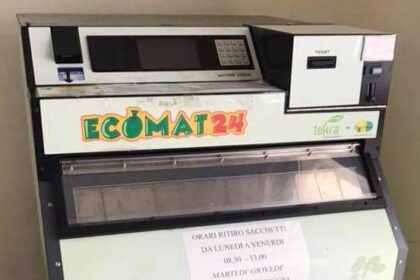 TICKET
ECOMAT24
tekra
ORARI RITIRO SACCHETTI
DA LUNEDI A VENERDI
08.30 - 13.00
MARTEDI' GIOVEDI'